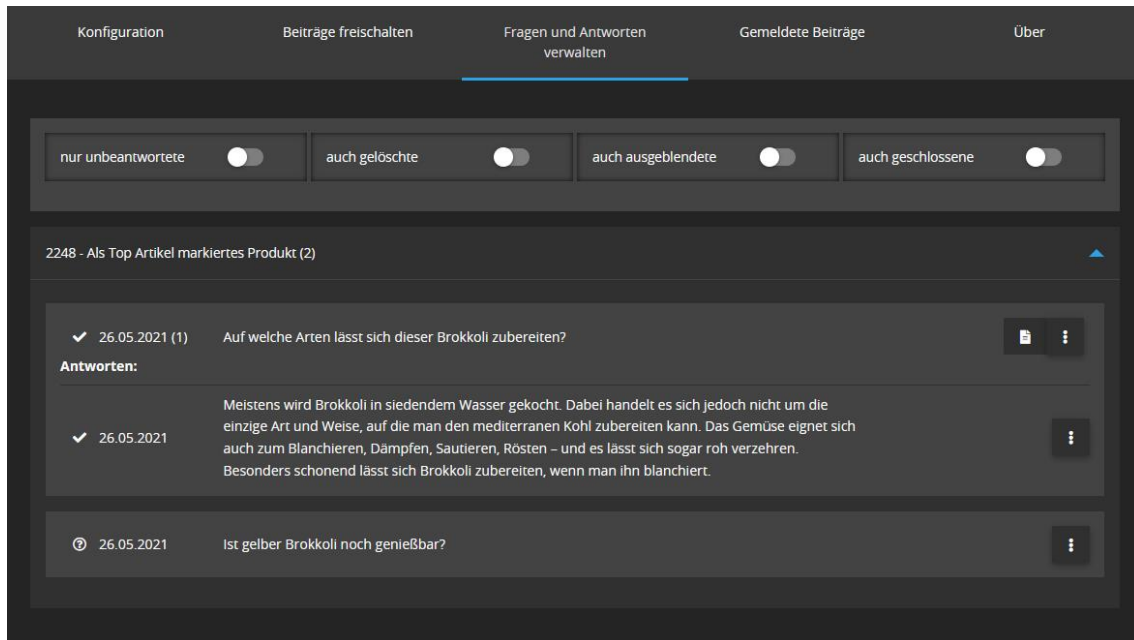 Konfiguration
Beiträge freischalten
Fragen und Antworten
verwalten
Gemeldete Beiträge
Über
nur unbeantwortete
auch gelöschte
auch ausgeblendete
auch geschlossene
2248 - Als Top Artikel markiertes Produkt (2)
26.05.2021 (1) Auf welche Arten lässt sich dieser Brokkoli zubereiten?
Antworten:
26.05.2021
Meistens wird Brokkoli in siedendem Wasser gekocht. Dabei handelt es sich jedoch nicht um die
einzige Art und Weise, auf die man den mediterranen Kohl zubereiten kann. Das Gemüse eignet sich
auch zum Blanchieren, Dämpfen, Sautieren, Rösten – und es lässt sich sogar roh verzehren.
Besonders schonend lässt sich Brokkoli zubereiten, wenn man ihn blanchiert.
26.05.2021 Ist gelber Brokkoli noch genießbar?